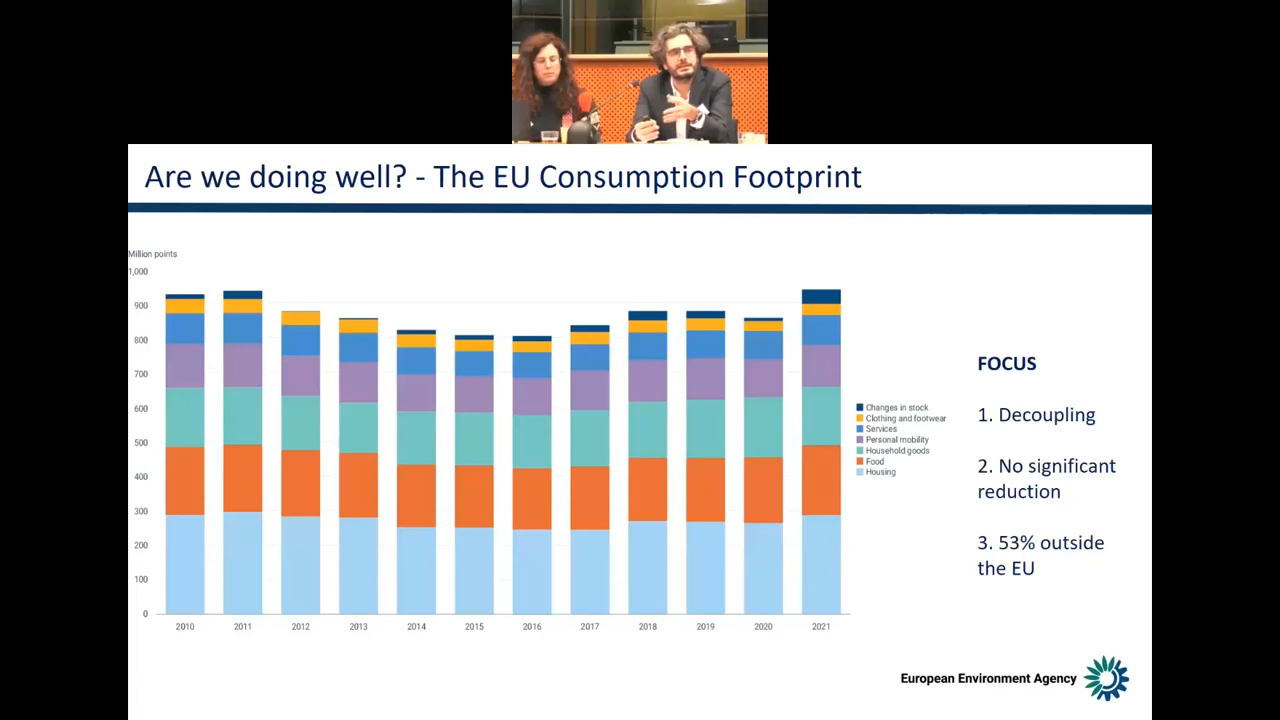 Are we doing well? - The EU Consumption Footprint
Million points
1,000
900
800
700
600
500
400
300
200
100
0
2010 2011 2012 2013 2014 2015 2016 2017 2018 2019 2020 2021
Changes in stock
Clothing and footwear
Services
Personal mobility
Household goods
Food
Housing
FOCUS
1. Decoupling
2. No significant
reduction
3. 53% outside
the EU
European Environment Agency